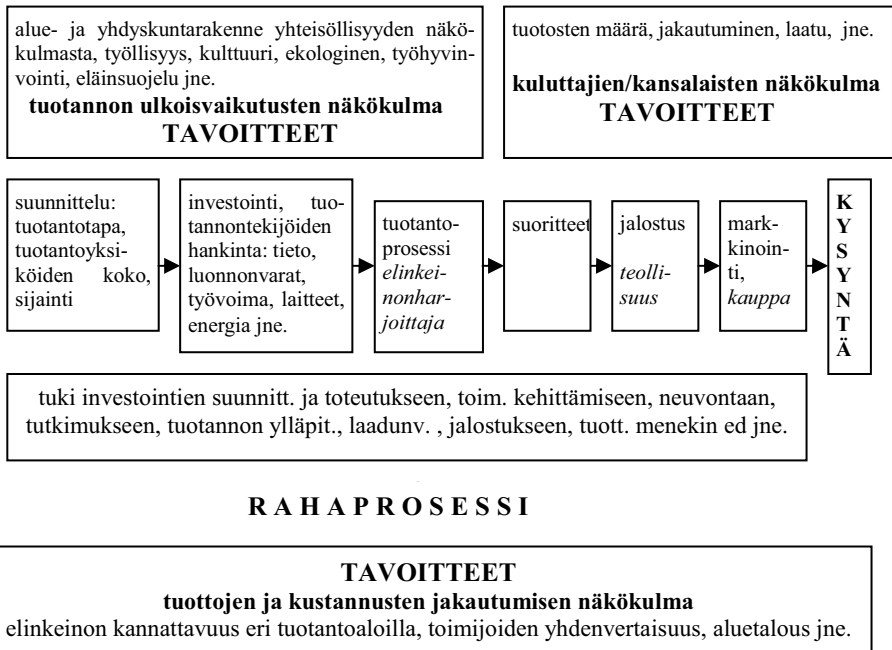 alue- ja yhdyskuntarakenne yhteisöllisyyden näkö-
kulmasta, työllisyys, kulttuuri, ekologinen, työhyvin-
vointi, eläinsuojelu jne.
tuotannon ulkoisvaikutusten näkökulma
TAVOITTEET
tuotosten määrä, jakautuminen, laatu, jne.
kuluttajien/kansalaisten näkökulma
TAVOITTEET
suunnittelu:
tuotantotapa,
tuotantoyksi-
köiden koko,
sijainti
investointi, tuo-
tannontekijöiden
hankinta: tieto,
luonnonvarat,
työvoima, laitteet,
energia jne.
tuotanto-
prosessi
elinkei-
nonhar-
joittaja
suoritteet
jalostus
teolli-
suus
mark-
kinoin-
ti,
kauppa
K
Y
S
Y
N
T
Ä
tuki investointien suunnitt. ja toteutukseen, toim. kehittämiseen, neuvontaan,
tutkimukseen, tuotannon ylläpit., laadunv. , jalostukseen, tuott. menekin ed jne.
R A H A P R O S E S S I
TAVOITTEET
tuottojen ja kustannusten jakautumisen näkökulma
elinkeinon kannattavuus eri tuotantoaloilla, toimijoiden yhdenvertaisuus, aluetalous jne.